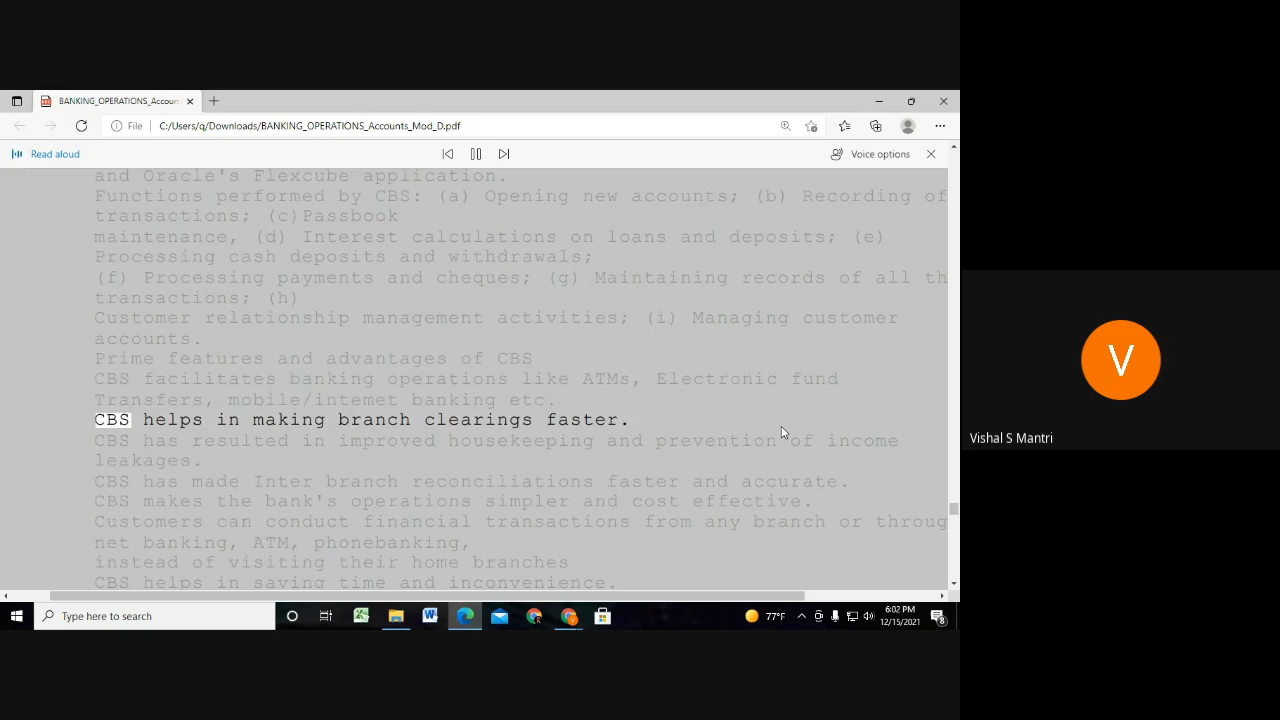 BANKING_OPERATIONS_Accoun
File C:/Users/q/Downloads/BANKING_OPERATIONS_Accounts_Mod_D.pdf
Read aloud
Voice options
and Oracle's Flexcube application.
Functions performed by CBS: (a) Opening new accounts; (b) Recording of
transactions; (c)Passbook
maintenance, (d) Interest calculations on loans and deposits; (e)
Processing cash deposits and withdrawals;
(f) Processing payments and cheques; (g) Maintaining records of all th
transactions; (h)
Customer relationship management activities; (i) Managing customer
accounts.
Prime features and advantages of CBS
CBS facilitates banking operations like ATMs, Electronic fund
Transfers, mobile/intemet banking etc.
CBS helps in making branch clearings faster.
CBS has resulted in improved housekeeping and prevention of income
leakages.
CBS has made Inter branch reconciliations faster and accurate.
CBS makes the bank's operations simpler and cost effective.
Customers can conduct financial transactions from any branch or throug
net banking, ATM, phonebanking,
instead of visiting their home branches
CBS helps in saving time and inconvenience.
Type here to search
77°F
6:02 PM
12/15/2021
8
V
Vishal S Mantri